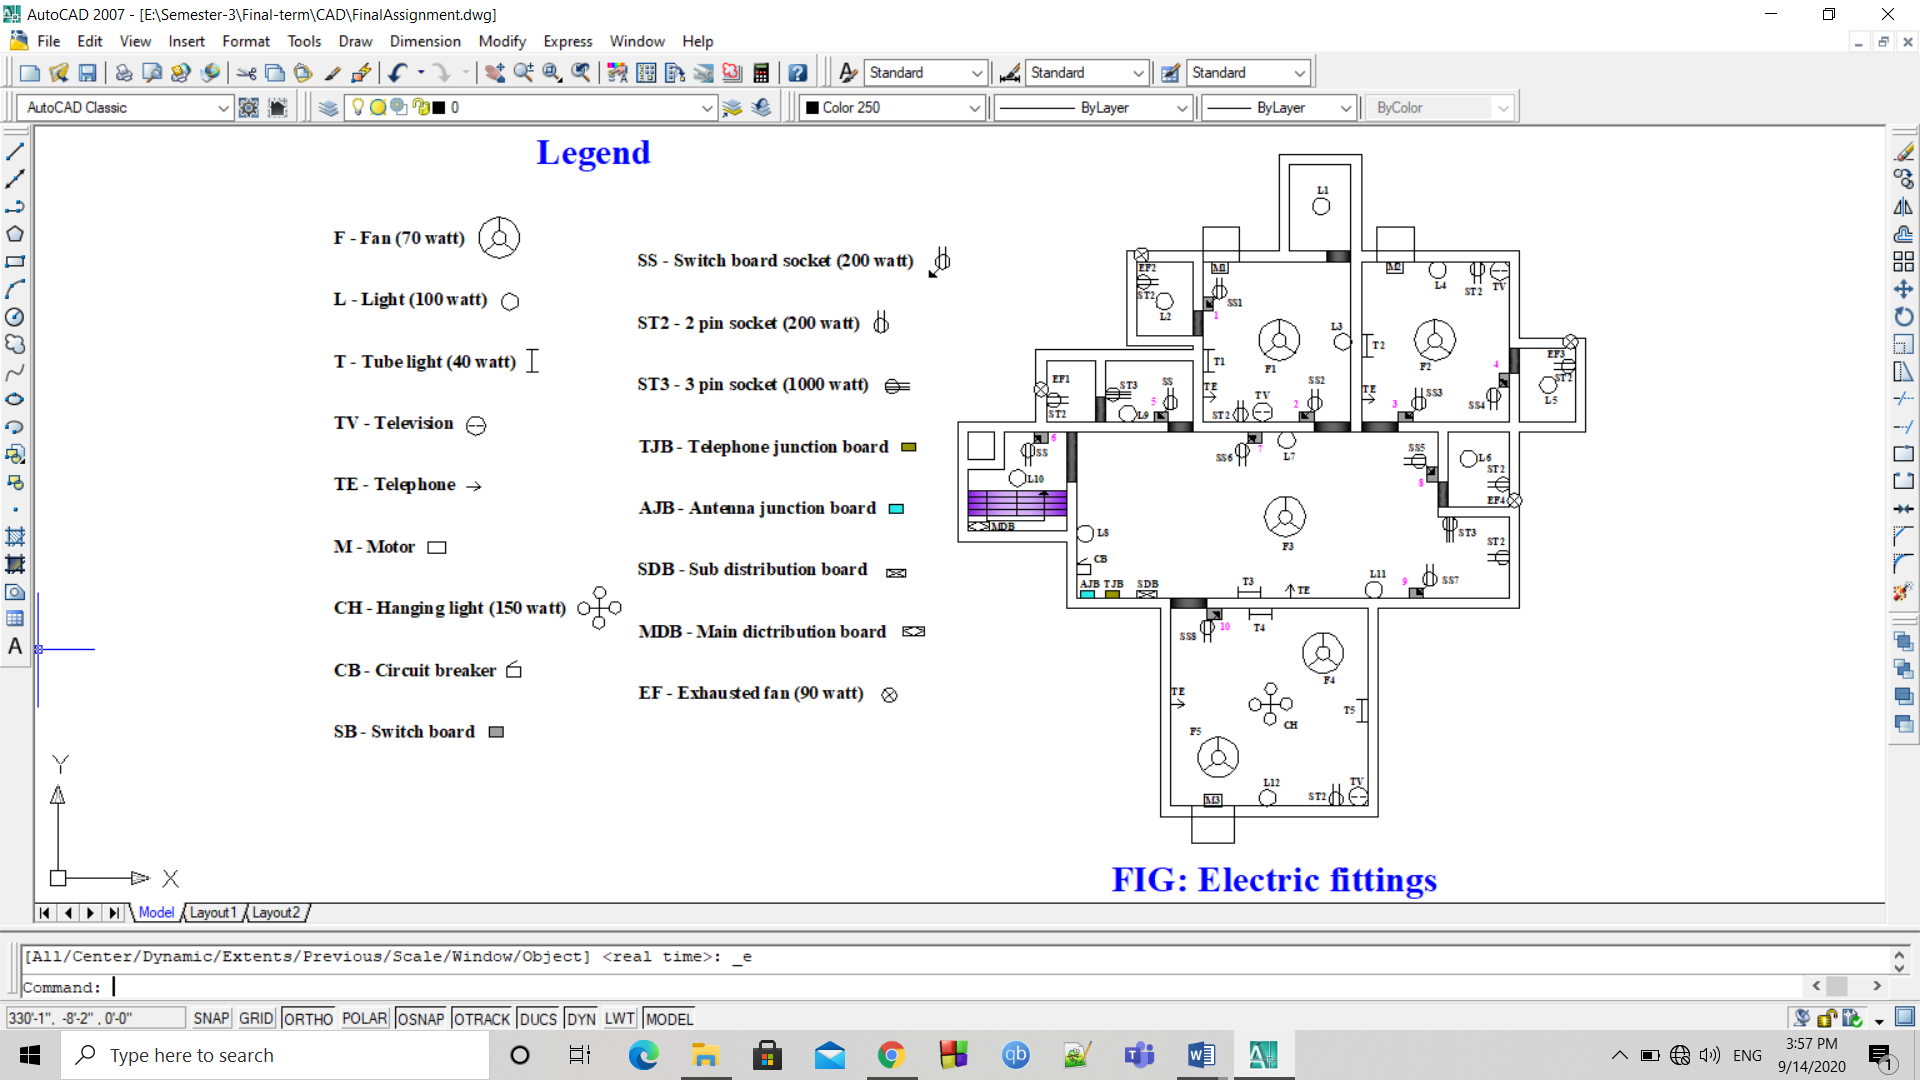 AutoCAD 2007 - [E:\Semester-3\Final-term\CAD\FinalAssignment.dwg]
File Edit View Insert Format Tools Draw Dimension Modify Express Window Help
Standard Standard Standard
AutoCAD Classic 0 Color 250 ByLayer ByLayer ByColor
Legend
F - Fan (70 watt)
L - Light (100 watt)
T - Tube light (40 watt)
TV - Television
TE - Telephone
M - Motor
CH - Hanging light (150 watt)
CB - Circuit breaker
SB - Switch board
SS - Switch board socket (200 watt)
ST2 - 2 pin socket (200 watt)
ST3 - 3 pin socket (1000 watt)
TJB - Telephone junction board
AJB - Antenna junction board
SDB - Sub distribution board
MDB - Main dictribution board
EF - Exhausted fan (90 watt)
L1
EF2 M1 M2
ST2 L4 ST2 TV
L2 SS1
1
L3
T1 F1 T2 F2
EF3
4 ST2
L5
EF1 ST3 SS TE TV SS2 TE SS3 SS4
ST2 5 L9 ST2 2 3
6 SS SS6 7 L7 SS5 L6
L10 8 ST2
EF4
MDB
L8 F3 ST3 ST2
CB
AJB TJB SDB T3 TE L11 9 SS7
SS8 10 T4
F4
TE CH T5
F5
L12 TV
M3 ST2
FIG: Electric fittings
Y
X
Model Layout1 Layout2
[All/Center/Dynamic/Extents/Previous/Scale/Window/Object] <real time>: _e
Command:
330'-1", -8'-2" , 0'-0" SNAP GRID ORTHO POLAR OSNAP OTRACK DUCS DYN LWT MODEL
A
Type here to search
qb
ENG
3:57 PM
9/14/2020
1